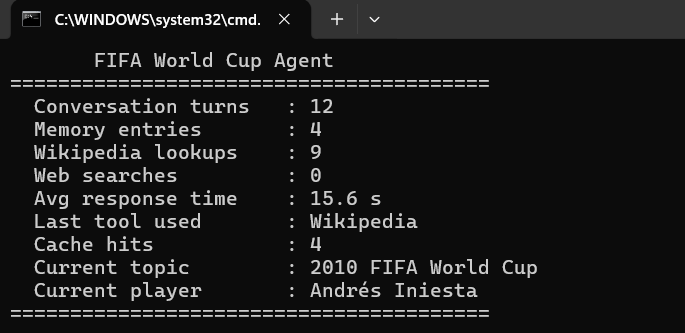 C:\WINDOWS\system32\cmd.
FIFA World Cup Agent
=========================================
Conversation turns : 12
Memory entries : 4
Wikipedia lookups : 9
Web searches : 0
Avg response time : 15.6 s
Last tool used : Wikipedia
Cache hits : 4
Current topic : 2010 FIFA World Cup
Current player : Andrés Iniesta
=========================================